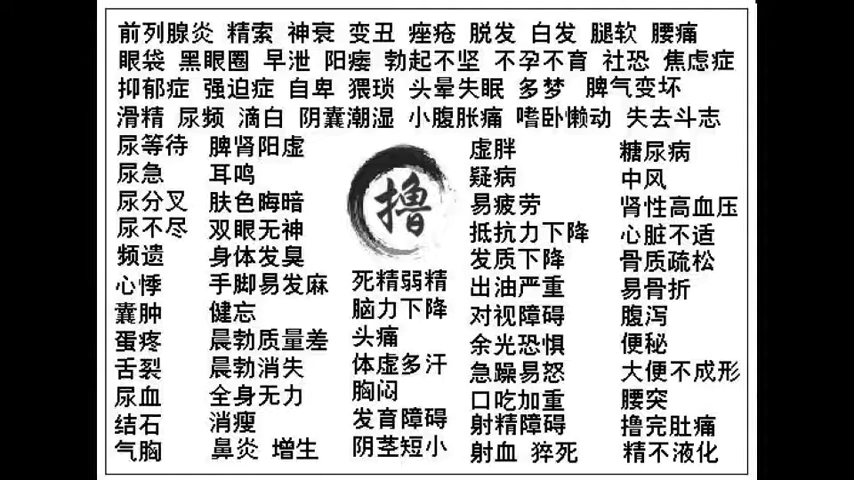 前列腺炎 精索 神衰 变丑 痤疮 脱发 白发 腿软 腰痛
眼袋 黑眼圈 早泄 阳痿 勃起不坚 不孕不育 社恐 焦虑症
抑郁症 强迫症 自卑 猥琐 头晕失眠 多梦 脾气变坏
滑精 尿频 滴白 阴囊潮湿 小腹胀痛 嗜卧懒动 失去斗志
尿等待
尿急
尿分叉
尿不尽
频遗
心悸
囊肿
蛋疼
舌裂
尿血
结石
气胸
脾肾阳虚
耳鸣
肤色晦暗
双眼无神
身体发臭
手脚易发麻
健忘
晨勃质量差
晨勃消失
全身无力
消瘦
鼻炎 增生
撸
死精弱精
脑力下降
头痛
体虚多汗
胸闷
发育障碍
阴茎短小
虚胖
疑病
易疲劳
抵抗力下降
发质下降
出油严重
对视障碍
余光恐惧
急躁易怒
口吃加重
射精障碍
射血 猝死
糖尿病
中风
肾性高血压
心脏不适
骨质疏松
易骨折
腹泻
便秘
大便不成形
腰突
撸完肚痛
精不液化